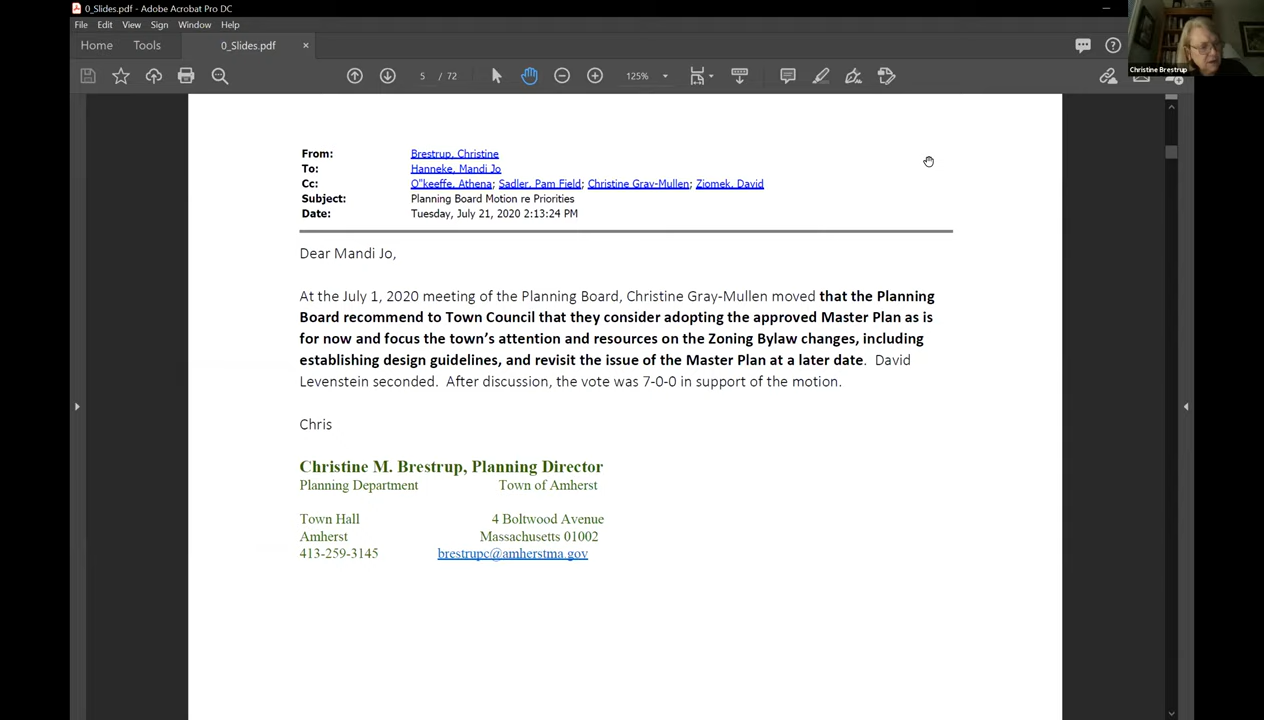 0_Slides.pdf - Adobe Acrobat Pro DC
File Edit View Sign Window Help
Home Tools 0_Slides.pdf ×
5 / 72 125%
Christine Brestrup
From: Brestrup, Christine
To: Hanneke, Mandi Jo
Cc: O"keeffe, Athena; Sadler, Pam Field; Christine Gray-Mullen; Ziomek, David
Subject: Planning Board Motion re Priorities
Date: Tuesday, July 21, 2020 2:13:24 PM
Dear Mandi Jo,
At the July 1, 2020 meeting of the Planning Board, Christine Gray-Mullen moved that the Planning
Board recommend to Town Council that they consider adopting the approved Master Plan as is
for now and focus the town's attention and resources on the Zoning Bylaw changes, including
establishing design guidelines, and revisit the issue of the Master Plan at a later date. David
Levenstein seconded. After discussion, the vote was 7-0-0 in support of the motion.
Chris
Christine M. Brestrup, Planning Director
Planning Department Town of Amherst
Town Hall 4 Boltwood Avenue
Amherst Massachusetts 01002
413-259-3145 brestrupc@amherstma.gov